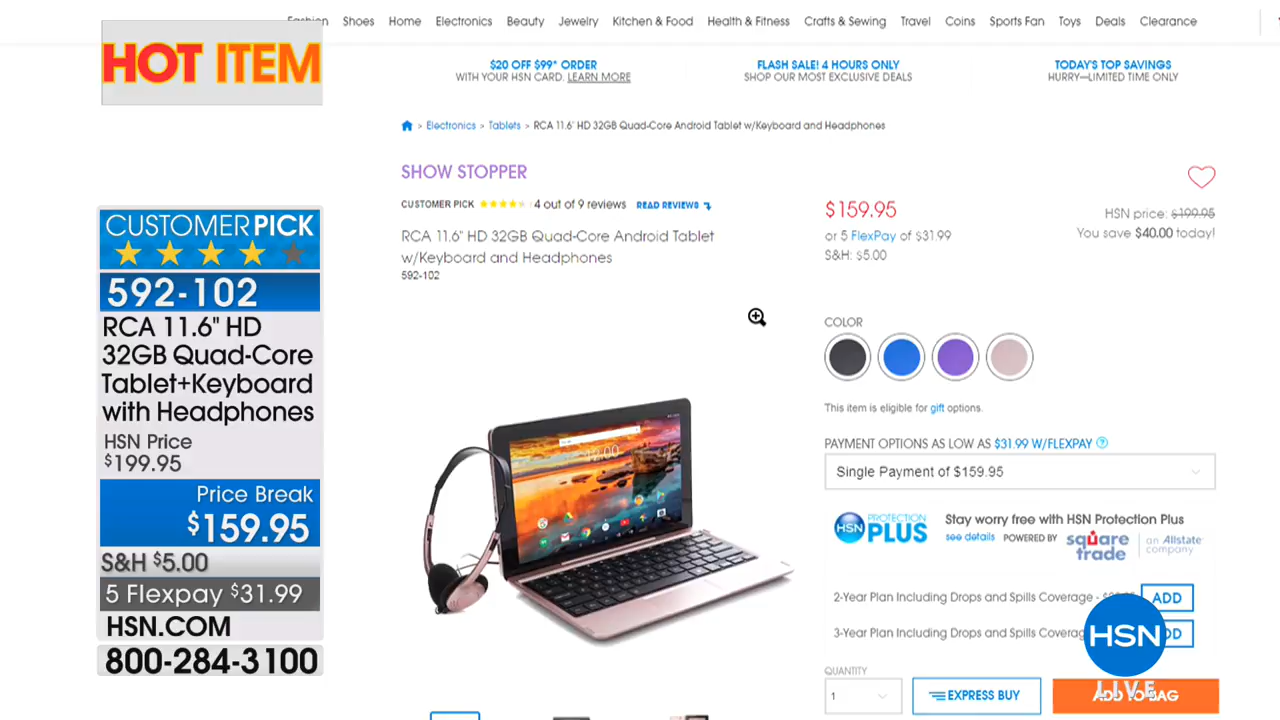 Fashion Shoes Home Electronics Beauty Jewelry Kitchen & Food Health & Fitness Crafts & Sewing Travel Coins Sports Fan Toys Deals Clearance
HOT ITEM
$20 OFF $99* ORDER
WITH YOUR HSN CARD. LEARN MORE
FLASH SALE! 4 HOURS ONLY
SHOP OUR MOST EXCLUSIVE DEALS
TODAY'S TOP SAVINGS
HURRY—LIMITED TIME ONLY
> Electronics > Tablets > RCA 11.6" HD 32GB Quad-Core Android Tablet w/Keyboard and Headphones
SHOW STOPPER
CUSTOMER PICK 4 out of 9 reviews READ REVIEWS
RCA 11.6" HD 32GB Quad-Core Android Tablet
w/Keyboard and Headphones
592-102
$159.95
or 5 FlexPay of $31.99
S&H: $5.00
HSN price: $199.95
You save $40.00 today!
COLOR
This item is eligible for gift options.
PAYMENT OPTIONS AS LOW AS $31.99 W/FLEXPAY ?
Single Payment of $159.95
HSN PROTECTION PLUS
Stay worry free with HSN Protection Plus
see details POWERED BY square trade an Allstate company
2-Year Plan Including Drops and Spills Coverage - ADD
3-Year Plan Including Drops and Spills
QUANTITY
1
EXPRESS BUY
ADD TO BAG
HSN
LIVE
CUSTOMER PICK
592-102
RCA 11.6" HD
32GB Quad-Core
Tablet+Keyboard
with Headphones
HSN Price
$199.95
Price Break
$159.95
S&H $5.00
5 Flexpay $31.99
HSN.COM
800-284-3100